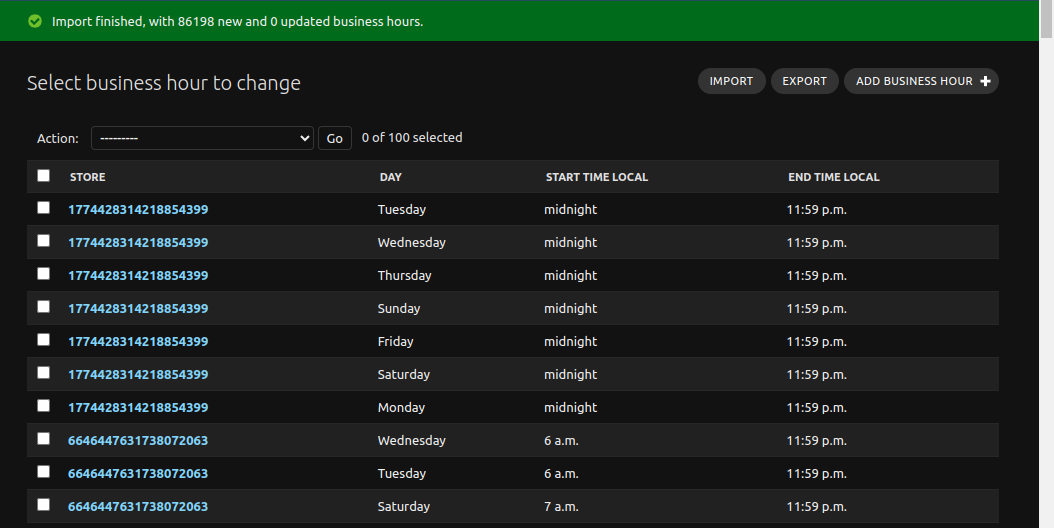 Import finished, with 86198 new and 0 updated business hours.
Select business hour to change
IMPORT EXPORT ADD BUSINESS HOUR +
Action: --------- Go 0 of 100 selected
STORE DAY START TIME LOCAL END TIME LOCAL
1774428314218854399 Tuesday midnight 11:59 p.m.
1774428314218854399 Wednesday midnight 11:59 p.m.
1774428314218854399 Thursday midnight 11:59 p.m.
1774428314218854399 Sunday midnight 11:59 p.m.
1774428314218854399 Friday midnight 11:59 p.m.
1774428314218854399 Saturday midnight 11:59 p.m.
1774428314218854399 Monday midnight 11:59 p.m.
6646447631738072063 Wednesday 6 a.m. 11:59 p.m.
6646447631738072063 Tuesday 6 a.m. 11:59 p.m.
6646447631738072063 Saturday 7 a.m. 11:59 p.m.